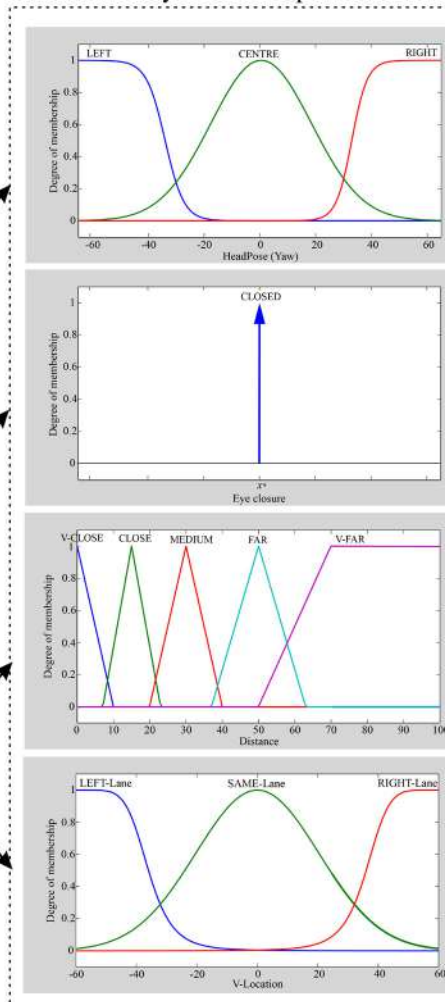 LEFT CENTRE RIGHT
1
0.8
0.6
0.4
0.2
0
Degree of membership
-60 -40 -20 0 20 40 60
HeadPose (Yaw)
CLOSED
1
0.8
0.6
0.4
0.2
0
Degree of membership
x*
Eye closure
V-CLOSE CLOSE MEDIUM FAR V-FAR
1
0.8
0.6
0.4
0.2
0
Degree of membership
0 10 20 30 40 50 60 70 80 90 100
Distance
LEFT-Lane SAME-Lane RIGHT-Lane
1
0.8
0.6
0.4
0.2
0
Degree of membership
-60 -40 -20 0 20 40 60
V-Location